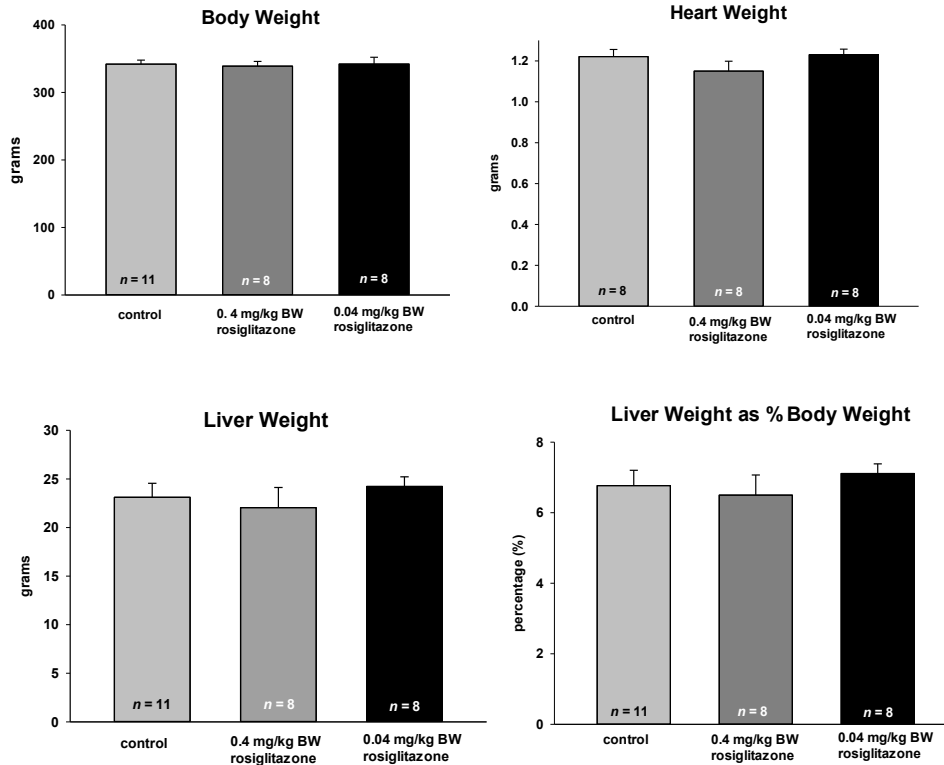 Body Weight
400
300
200
100
0
grams
n = 11
n = 8
n = 8
control
0. 4 mg/kg BW
rosiglitazone
0.04 mg/kg BW
rosiglitazone
Heart Weight
1.2
1.0
0.8
0.6
0.4
0.2
0.0
grams
n = 8
n = 8
n = 8
control
0.4 mg/kg BW
rosiglitazone
0.04 mg/kg BW
rosiglitazone
Liver Weight
30
25
20
15
10
5
0
grams
n = 11
n = 8
n = 8
control
0.4 mg/kg BW
rosiglitazone
0.04 mg/kg BW
rosiglitazone
Liver Weight as % Body Weight
8
6
4
2
0
percentage (%)
n = 11
n = 8
n = 8
control
0.4 mg/kg BW
rosiglitazone
0.04 mg/kg BW
rosiglitazone